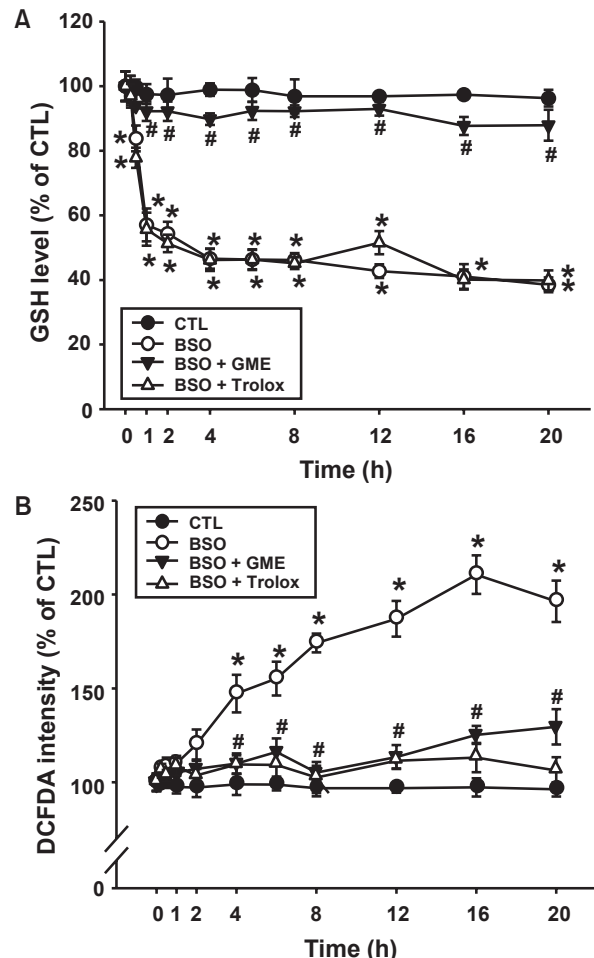 A
120
100
80
60
40
20
0
GSH level (% of CTL)
* # # # # # # # #
* * * * * * * * *
* * * * * * * *
CTL
BSO
BSO + GME
BSO + Trolox
0 1 2 4 8 12 16 20
Time (h)
B
250
200
150
100
0
DCFDA intensity (% of CTL)
CTL
BSO
BSO + GME
BSO + Trolox
* * * * * *
*
# # # # # #
0 1 2 4 8 12 16 20
Time (h)